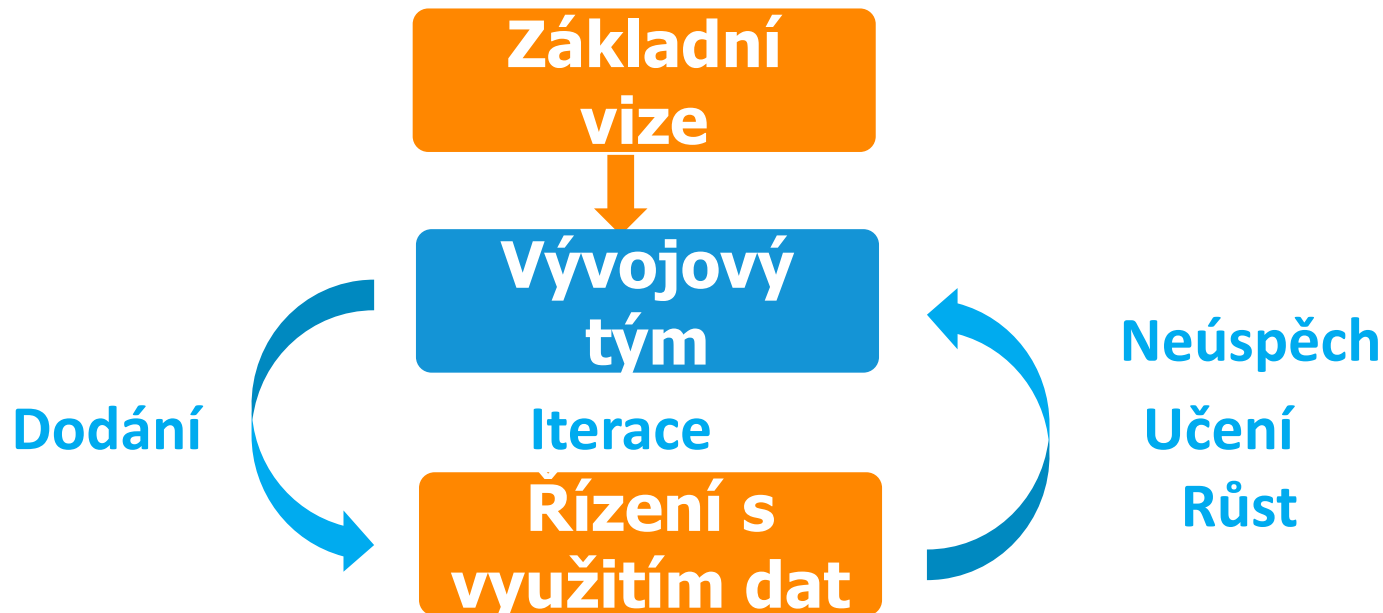 Základní
vize
Vývojový
tým
Neúspěch
Dodání
Iterace
Učení
Růst
Řízení s
využitím dat